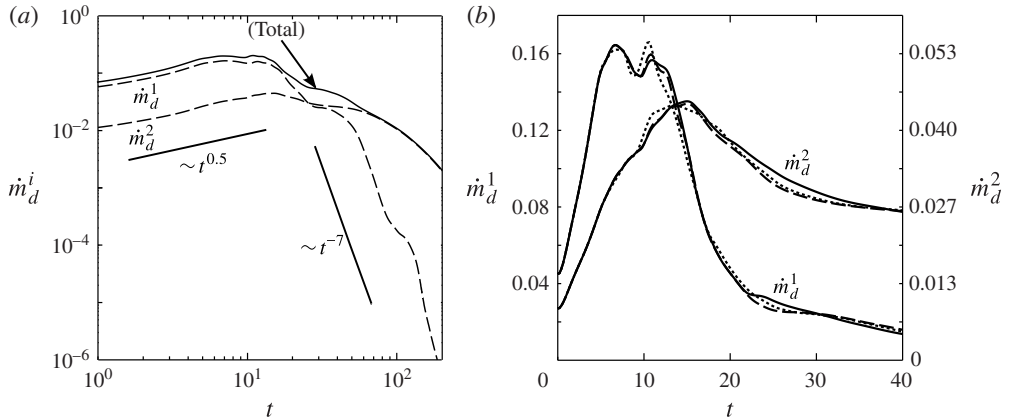 (a)
10^0
10^{-2}
10^{-4}
10^{-6}
ṁ_d^i
(Total)
ṁ_d^1
ṁ_d^2
~ t^{0.5}
~ t^{-7}
10^0 10^1 10^2
t
(b)
0.16
0.12
0.08
0.04
ṁ_d^1
ṁ_d^2
ṁ_d^1
0.053
0.040
0.027
0.013
0
ṁ_d^2
0 10 20 30 40
t